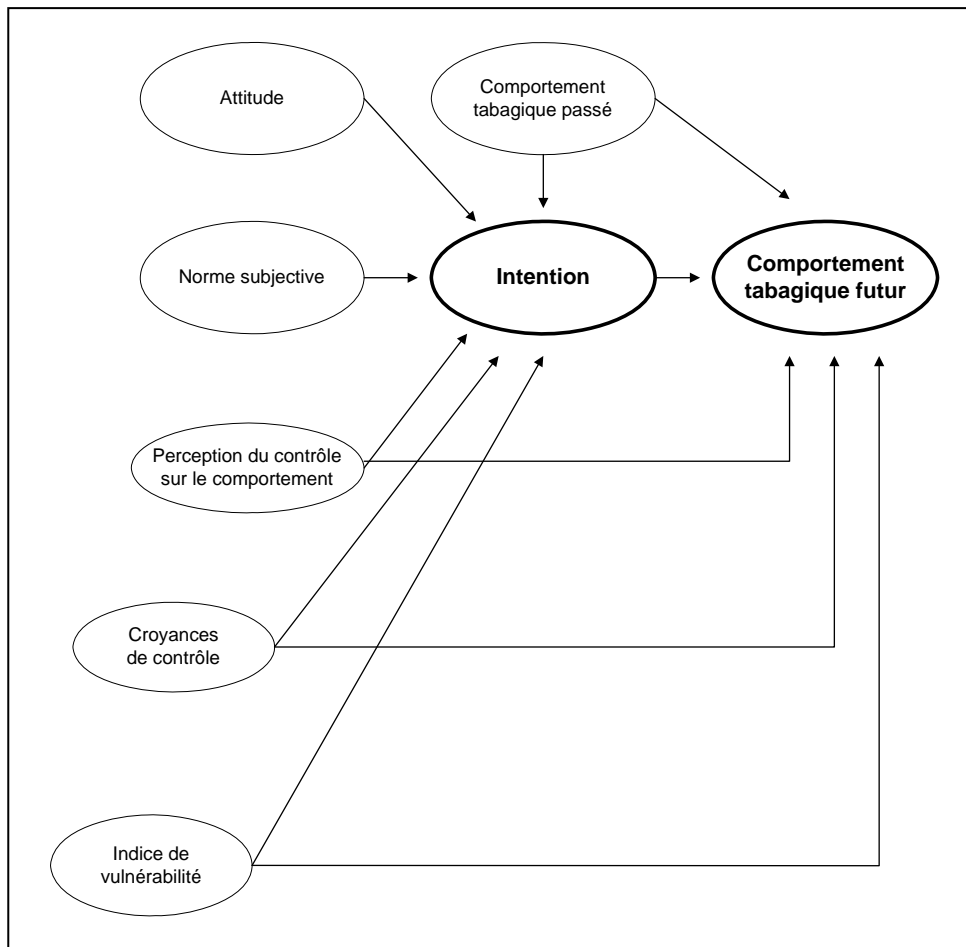 Attitude
Comportement
tabagique passé
Norme subjective
Intention
Comportement
tabagique futur
Perception du contrôle
sur le comportement
Croyances
de contrôle
Indice de
vulnérabilité